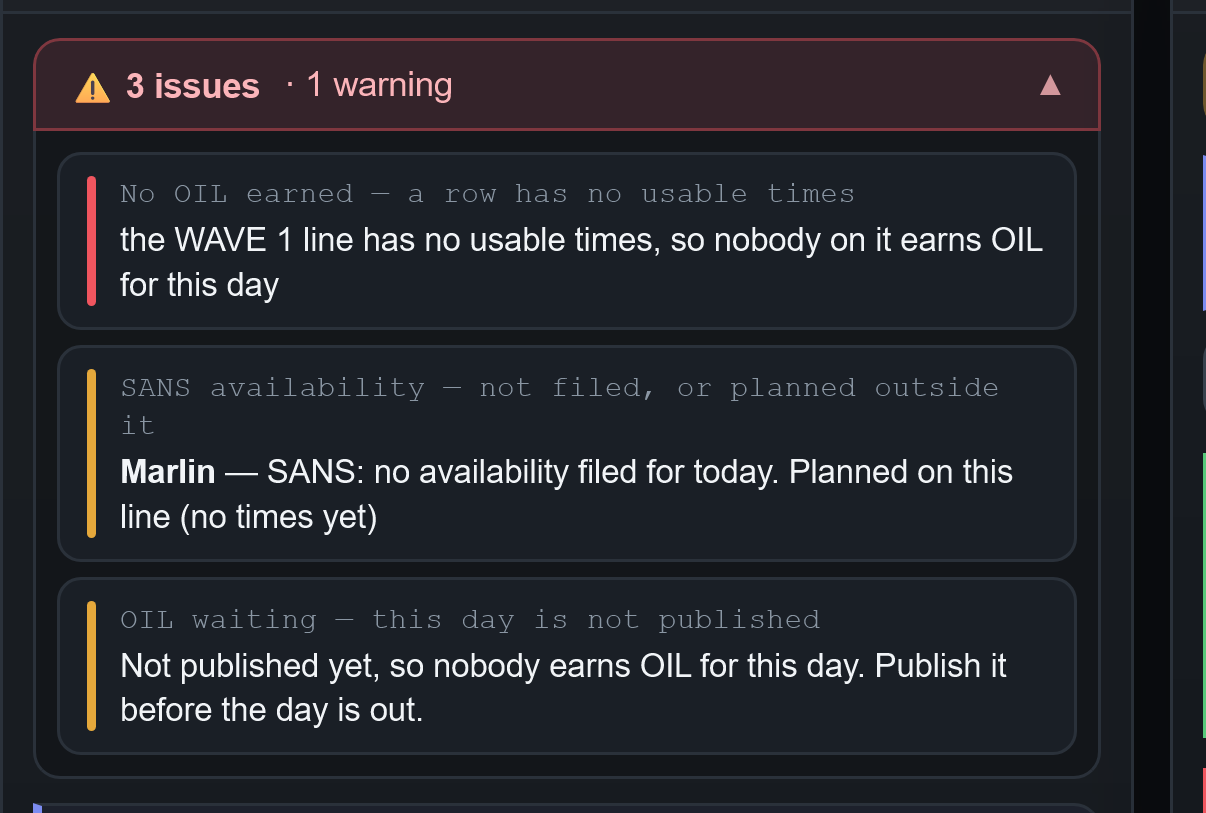 ⚠️ 3 issues · 1 warning ▲
No OIL earned — a row has no usable times
the WAVE 1 line has no usable times, so nobody on it earns OIL
for this day
SANS availability — not filed, or planned outside
it
Marlin — SANS: no availability filed for today. Planned on this
line (no times yet)
OIL waiting — this day is not published
Not published yet, so nobody earns OIL for this day. Publish it
before the day is out.